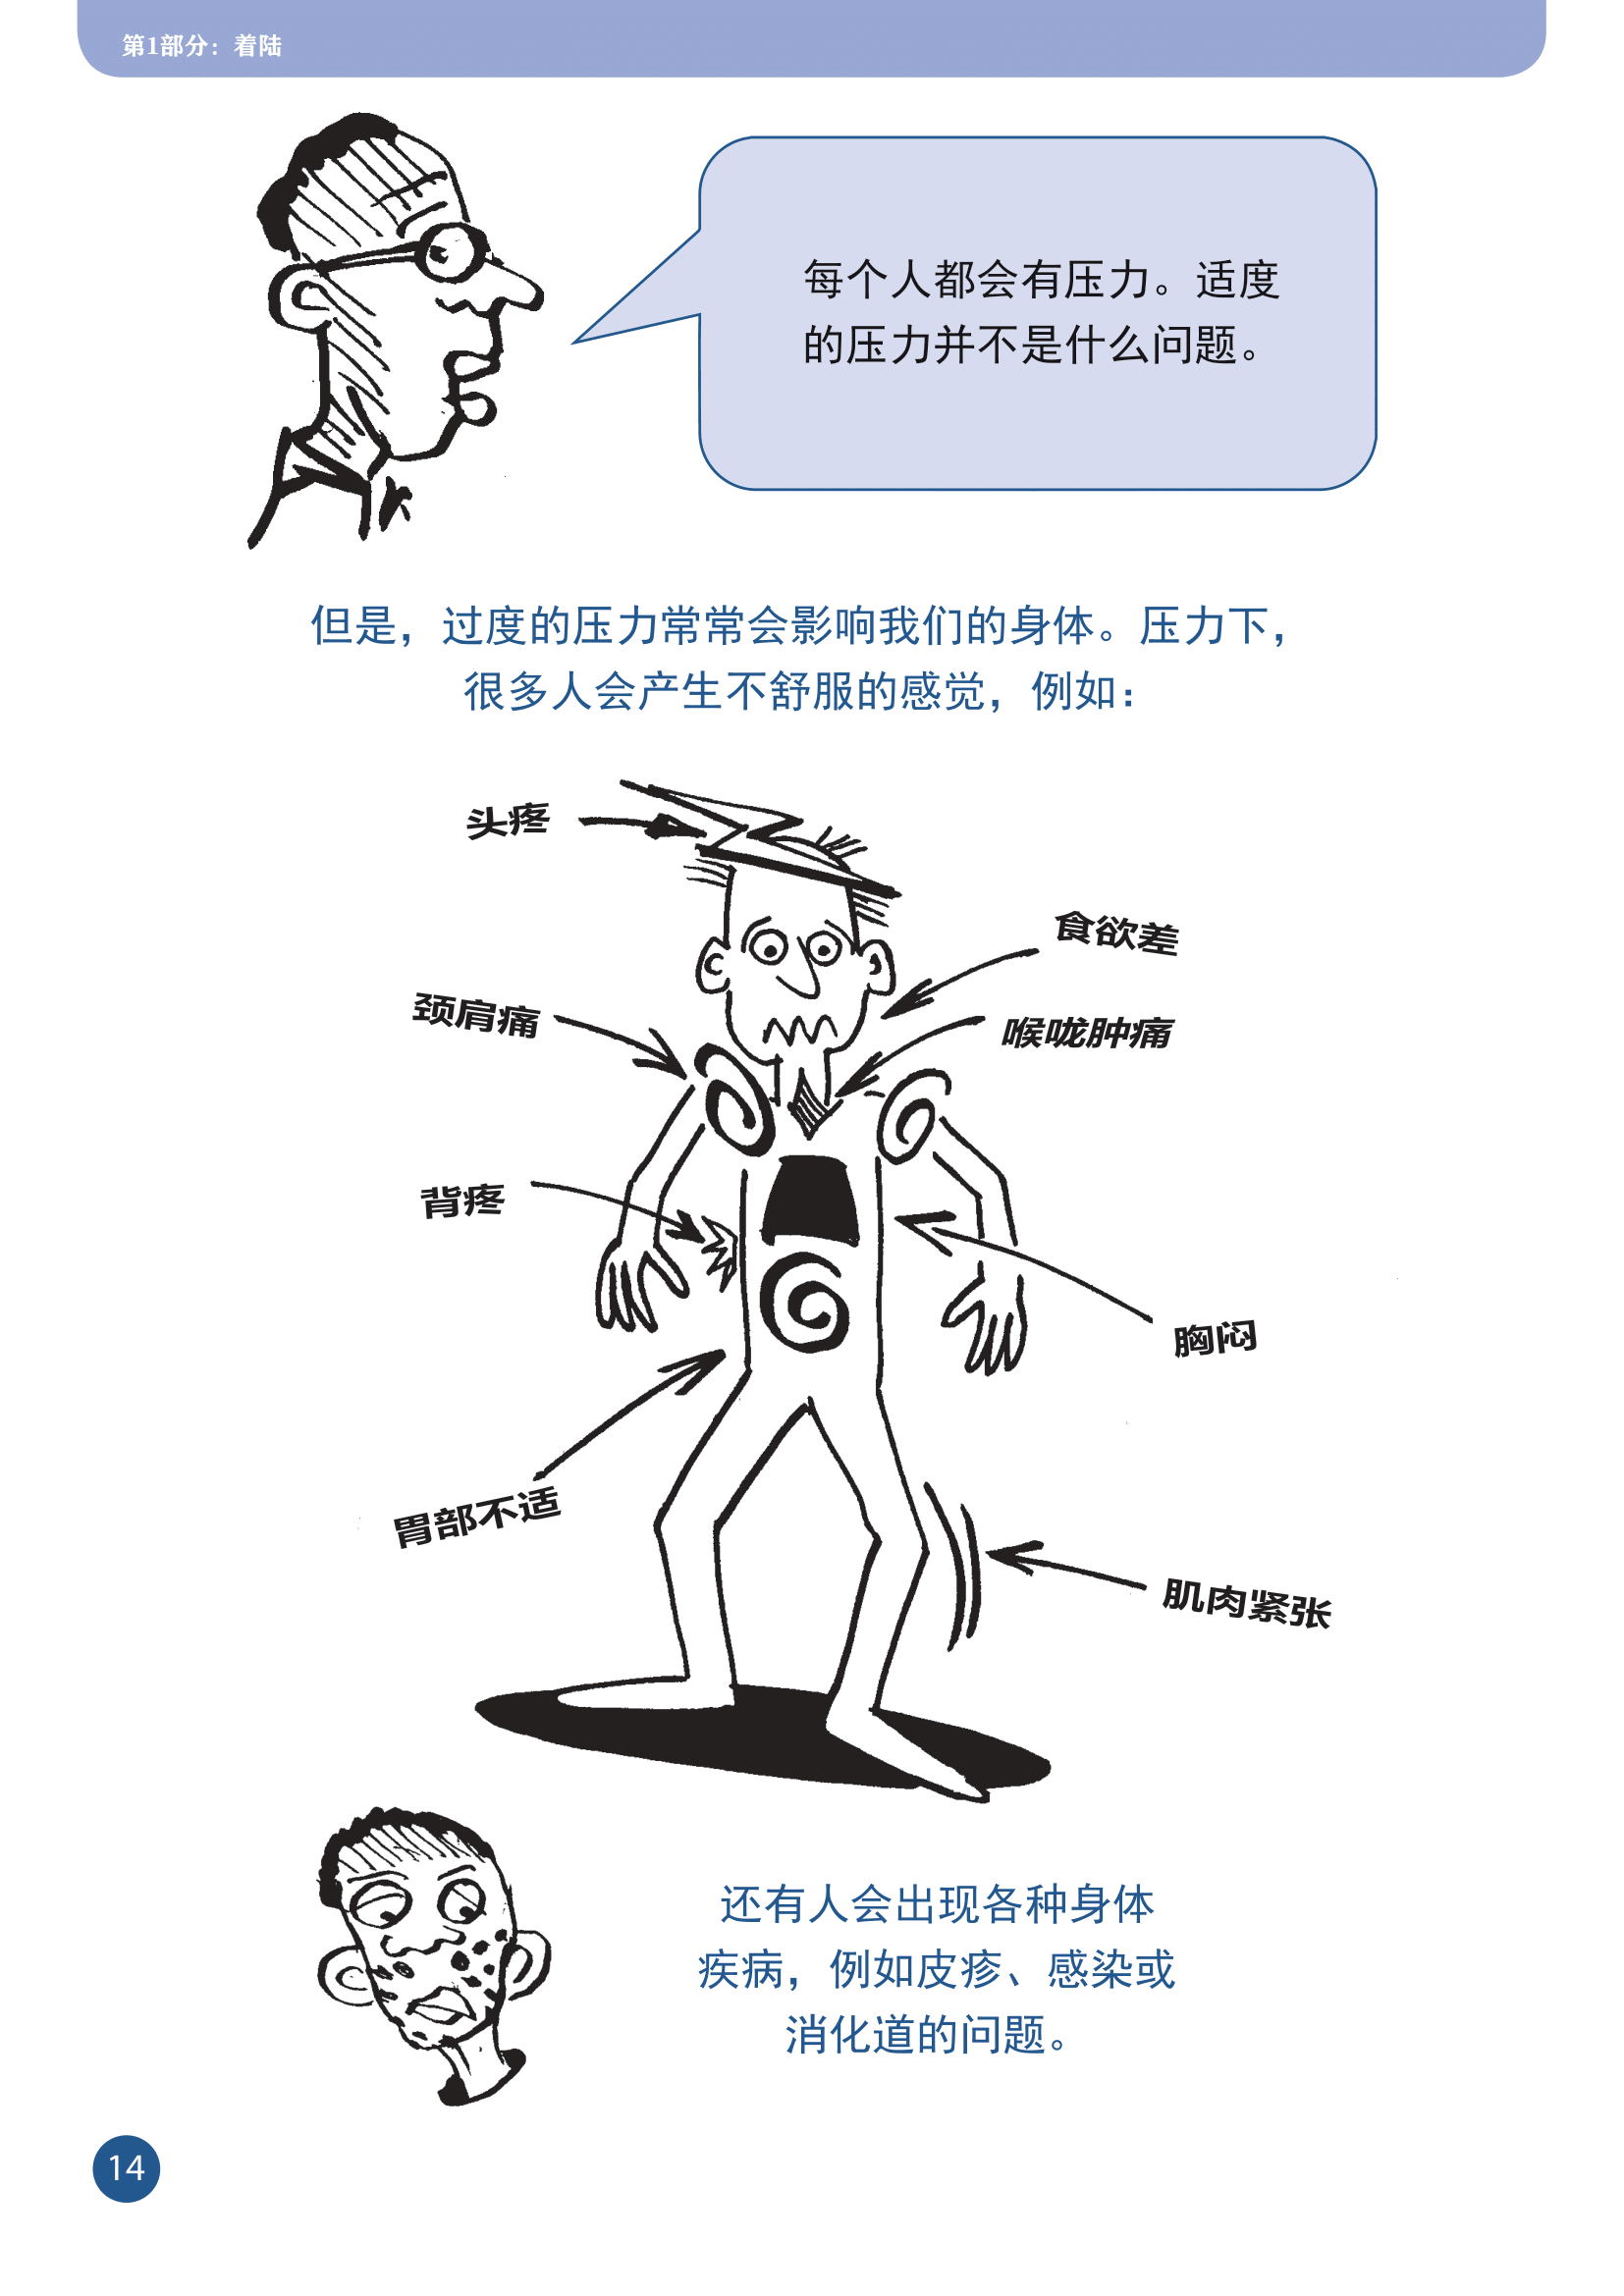 第1部分：着陆
每个人都会有压力。适度
的压力并不是什么问题。
但是，过度的压力常常会影响我们的身体。压力下，
很多人会产生不舒服的感觉，例如：
头疼
食欲差
颈肩痛
喉咙肿痛
背疼
胸闷
胃部不适
肌肉紧张
还有人会出现各种身体
疾病，例如皮疹、感染或
消化道的问题。
14